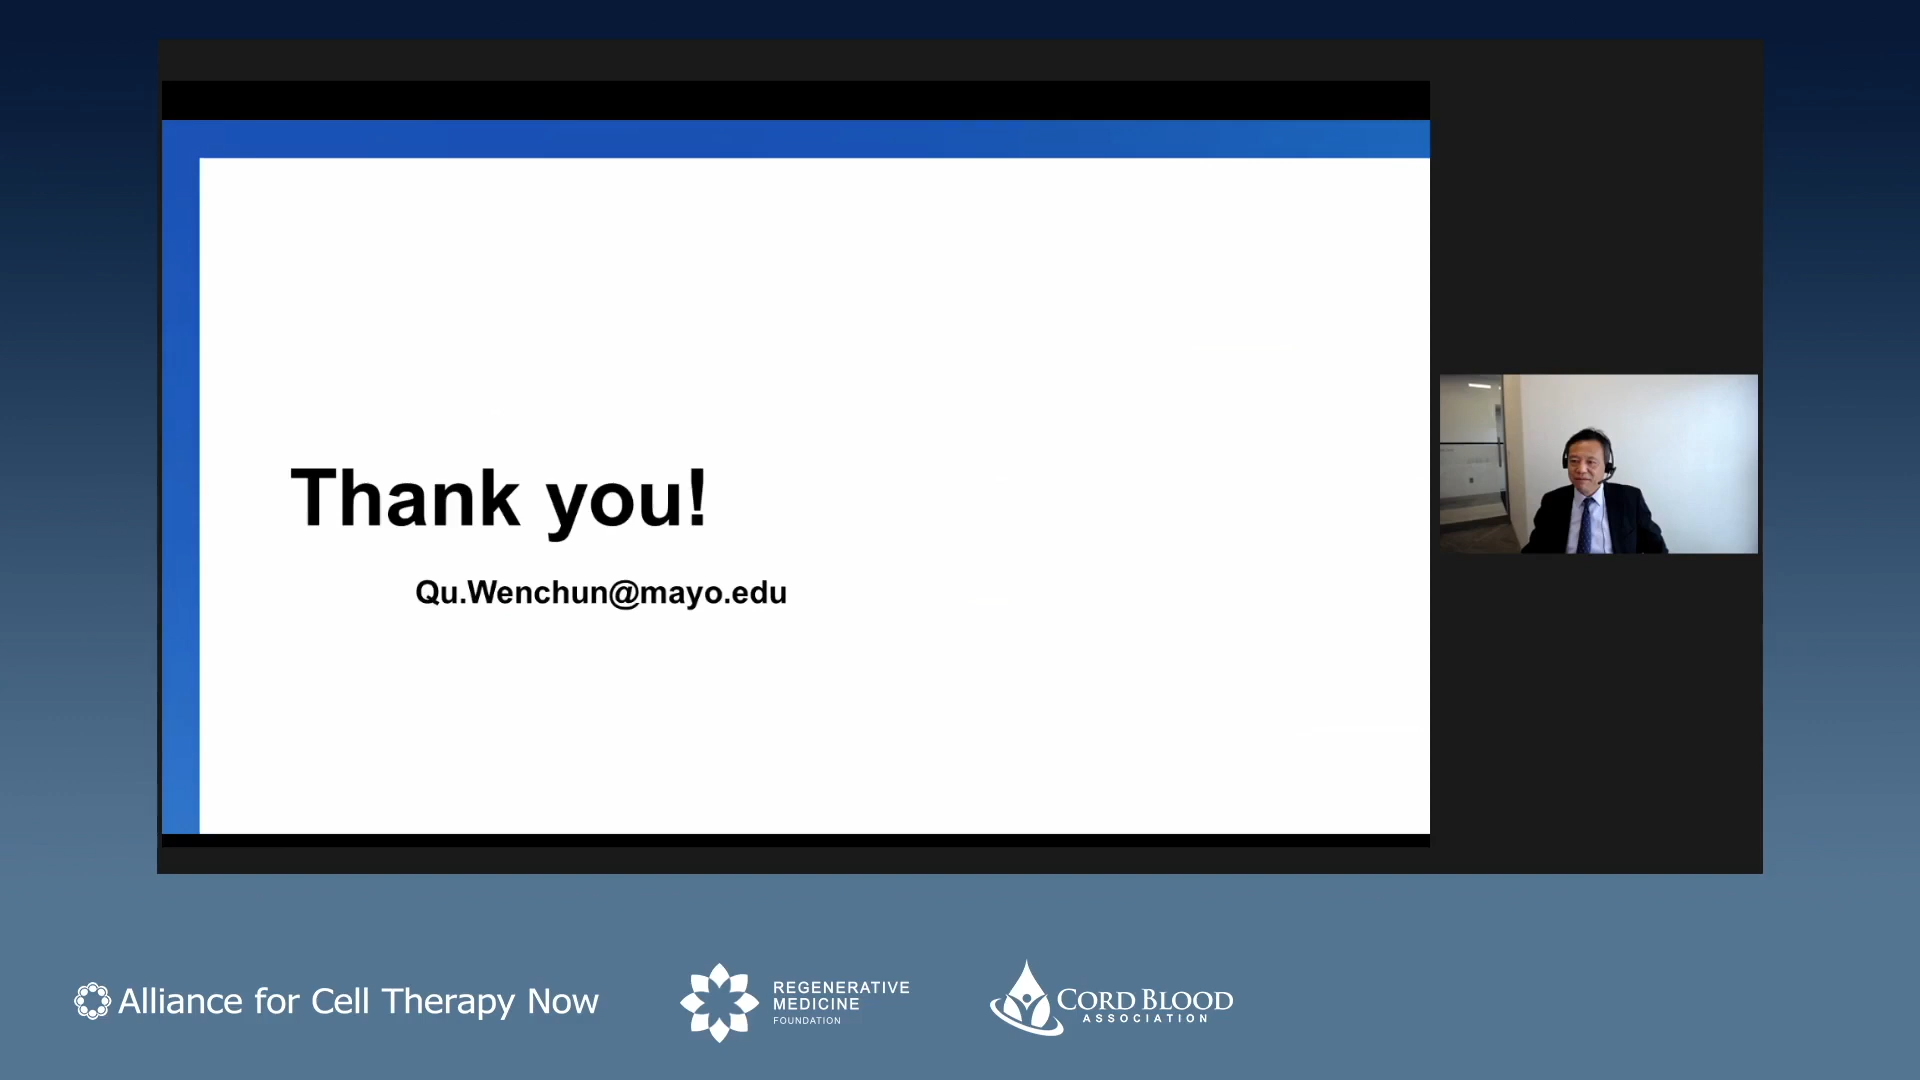 Thank you!
Qu.Wenchun@mayo.edu
Alliance for Cell Therapy Now
REGENERATIVE
MEDICINE
FOUNDATION
CORD BLOOD
ASSOCIATION